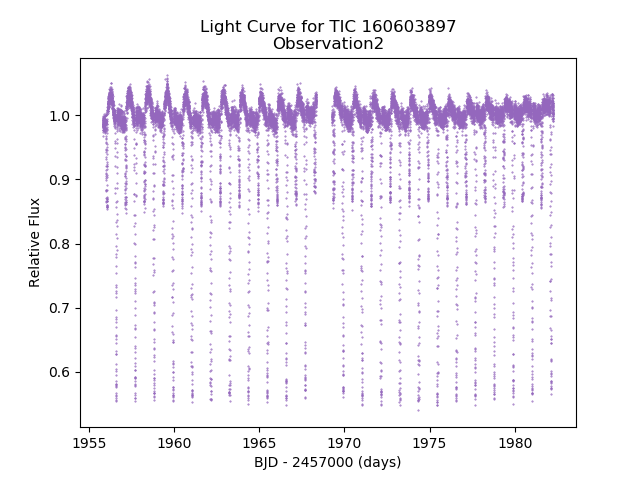 Light Curve for TIC 160603897
Observation2
1.0
0.9
0.8
0.7
0.6
Relative Flux
1955
1960
1965
1970
1975
1980
BJD - 2457000 (days)